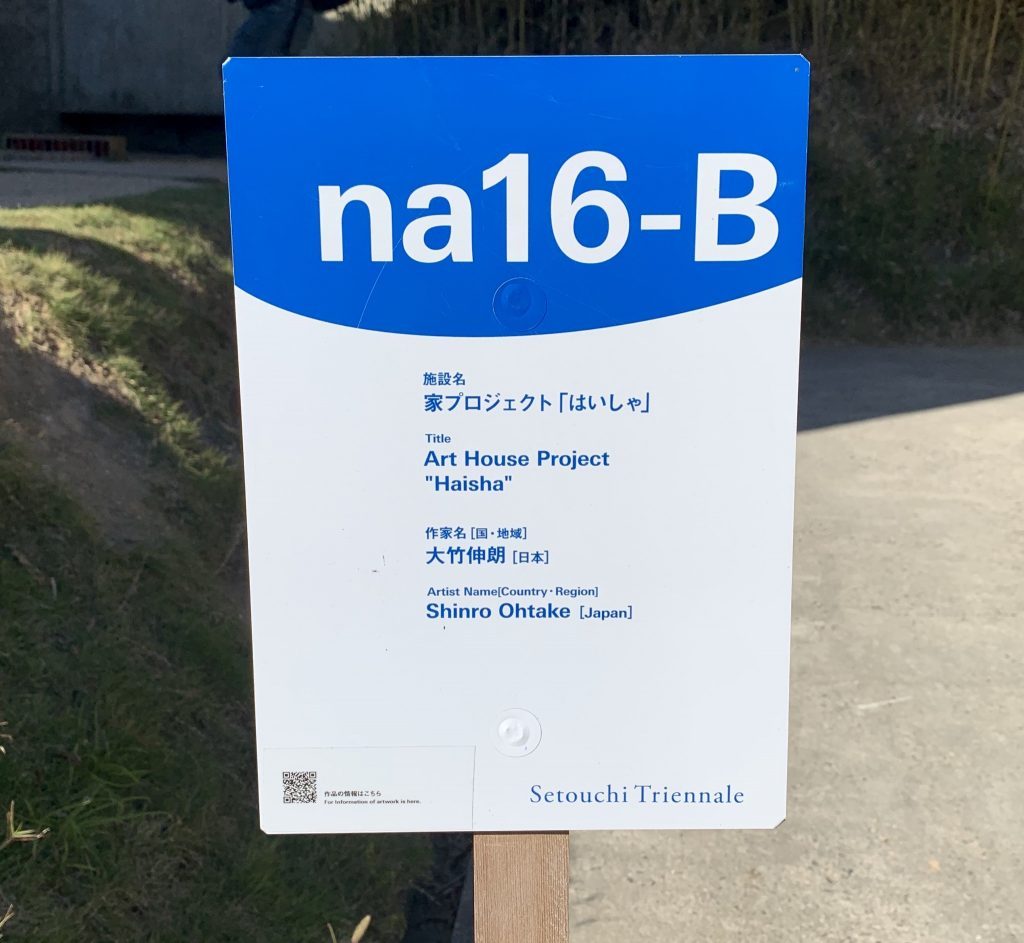 na16-B
施設名
家プロジェクト「はいしゃ」
Title
Art House Project
"Haisha"
作家名 [国・地域]
大竹伸朗 [日本]
Artist Name[Country・Region]
Shinro Ohtake [Japan]
作品の情報はこちら
For Information of artwork is here.
Setouchi Triennale